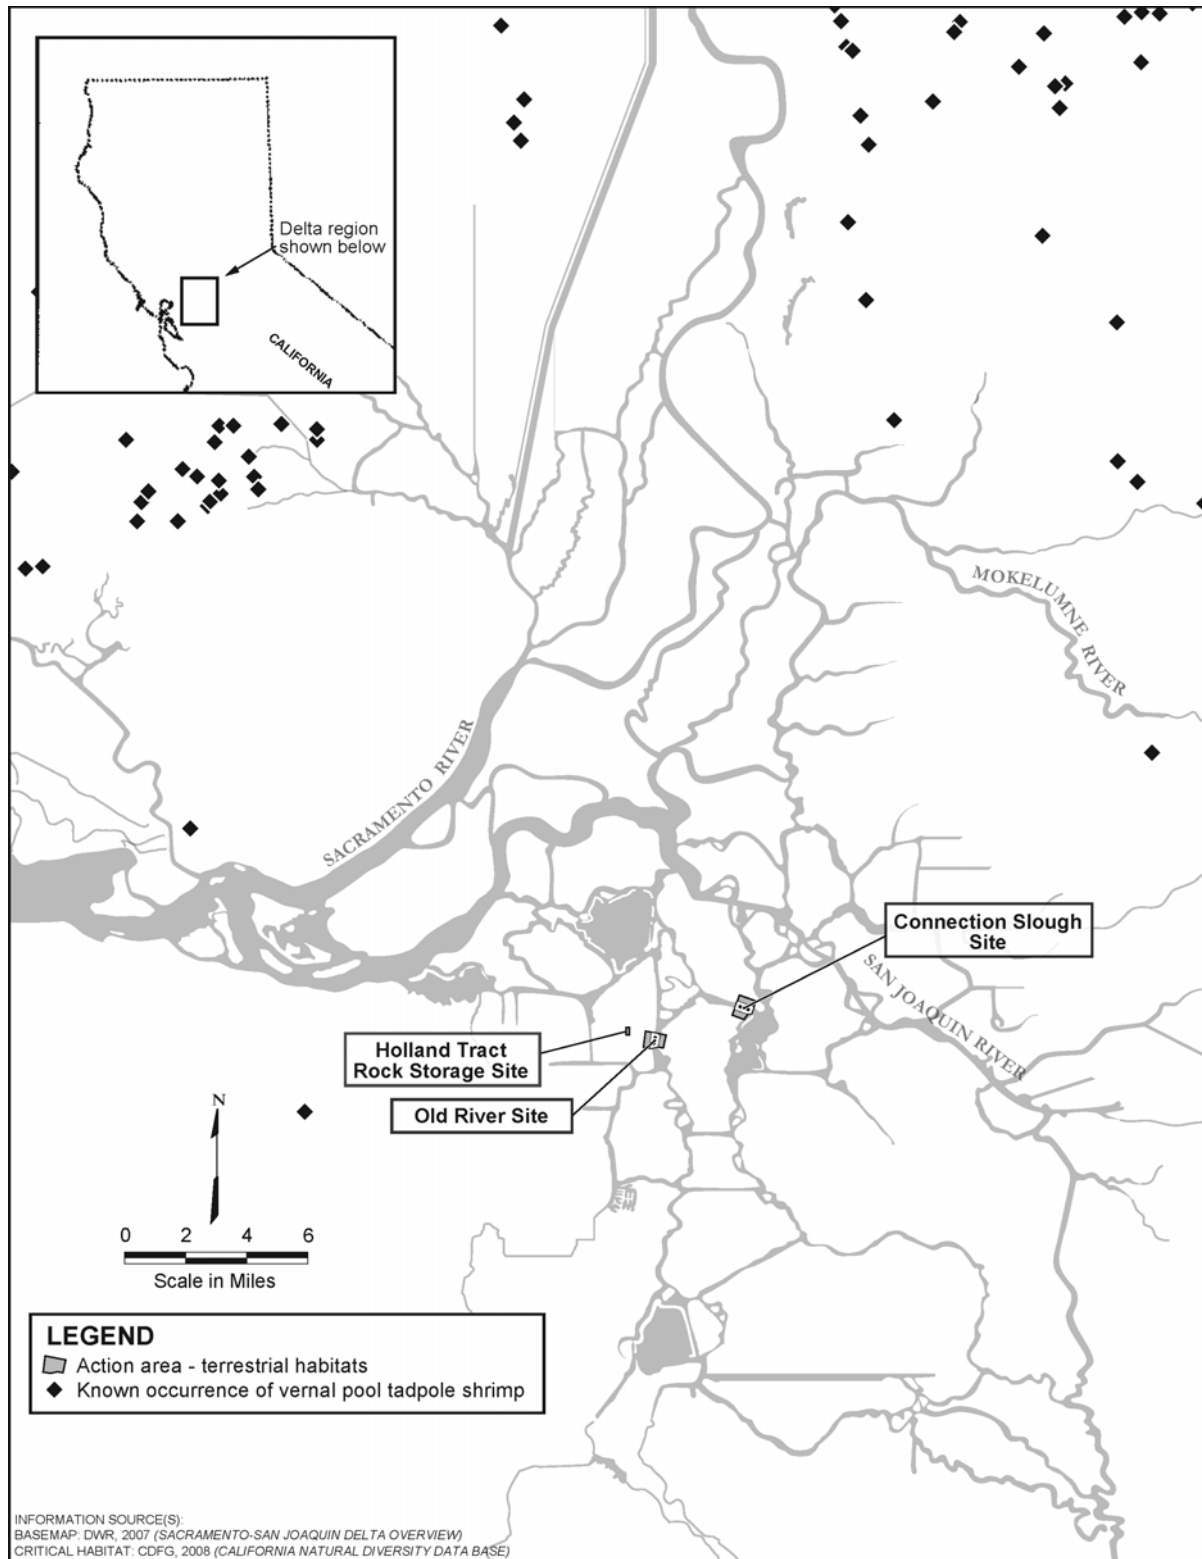 Delta region
shown below
CALIFORNIA
MOKELUMNE RIVER
SACRAMENTO RIVER
Connection Slough
Site
SAN JOAQUIN RIVER
Holland Tract
Rock Storage Site
Old River Site
N
0 2 4 6
Scale in Miles
LEGEND
Action area - terrestrial habitats
Known occurrence of vernal pool tadpole shrimp
INFORMATION SOURCE(S):
BASEMAP: DWR, 2007 (SACRAMENTO-SAN JOAQUIN DELTA OVERVIEW)
CRITICAL HABITAT: CDFG, 2008 (CALIFORNIA NATURAL DIVERSITY DATA BASE)